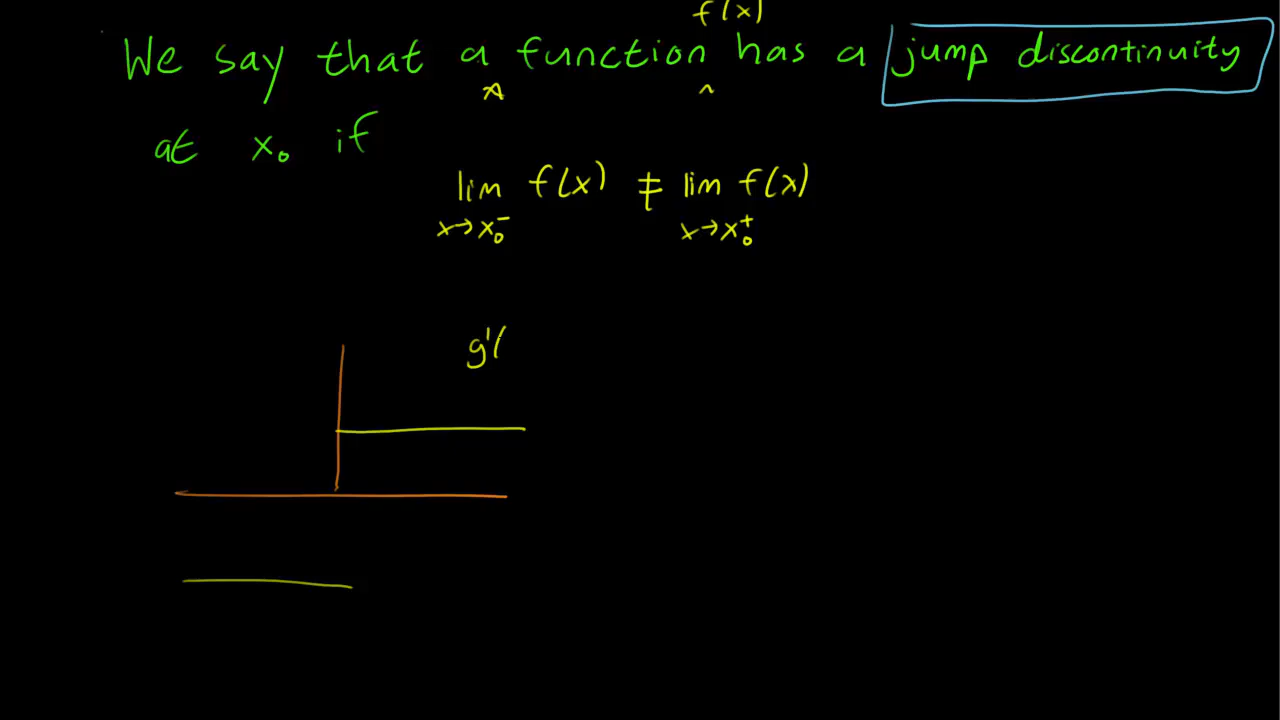 f(x)
We say that a function has a jump discontinuity
^ ^
at x₀ if
lim f(x) ≠ lim f(x)
x→x₀⁻ x→x₀⁺
g'(